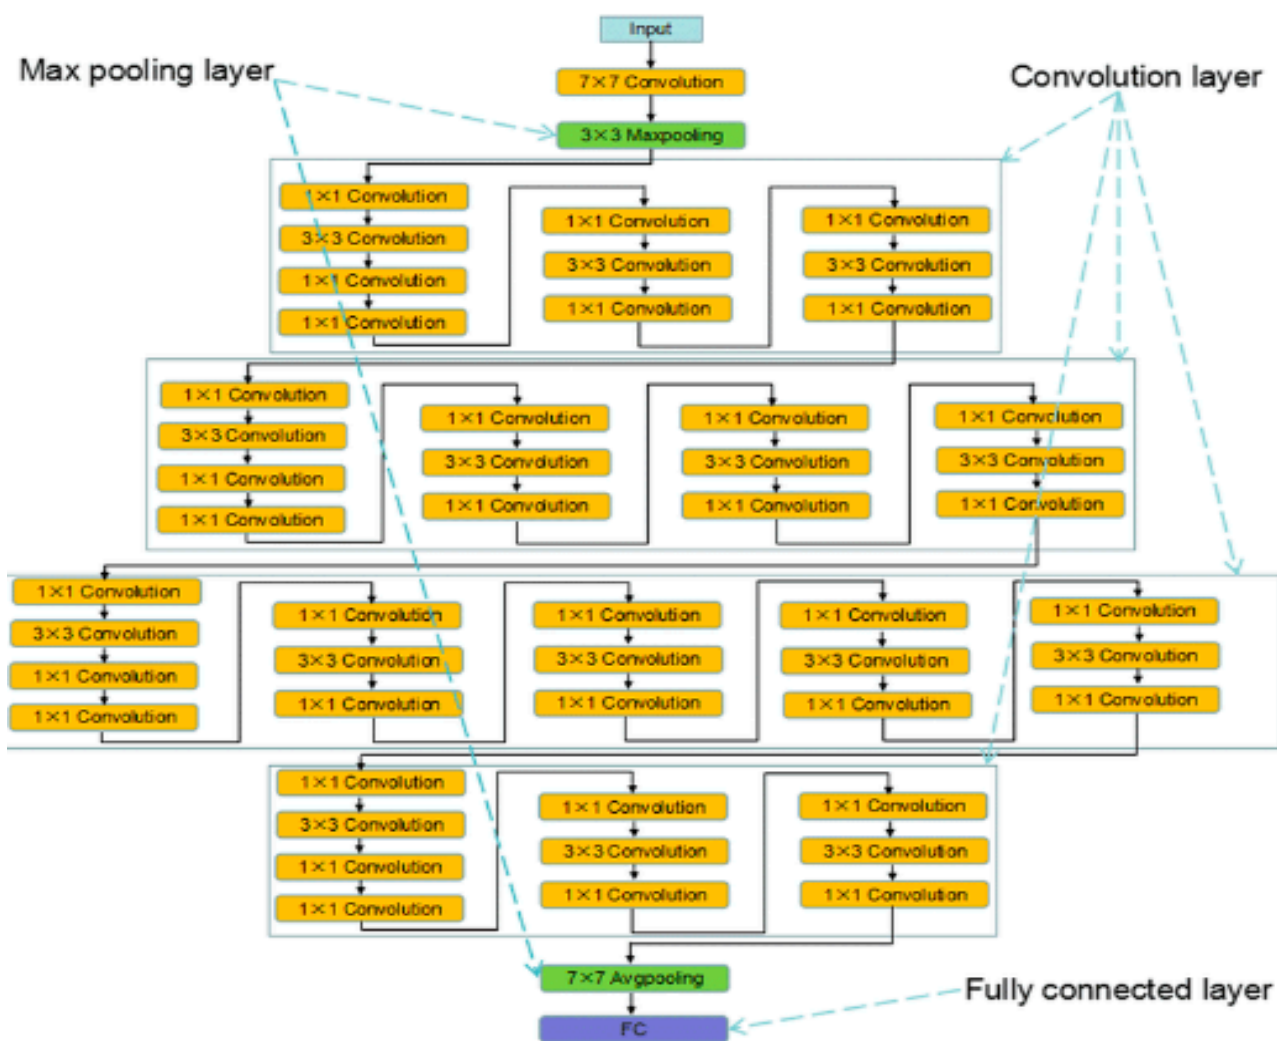 Input
Max pooling layer
Convolution layer
7×7 Convolution
3×3 Maxpooling
1×1 Convolution
3×3 Convolution
1×1 Convolution
1×1 Convolution
1×1 Convolution
3×3 Convolution
1×1 Convolution
1×1 Convolution
3×3 Convolution
1×1 Convolution
1×1 Convolution
3×3 Convolution
1×1 Convolution
1×1 Convolution
1×1 Convolution
3×3 Convolution
1×1 Convolution
1×1 Convolution
3×3 Convolution
1×1 Convolution
1×1 Convolution
3×3 Convolution
1×1 Convolution
1×1 Convolution
3×3 Convolution
1×1 Convolution
1×1 Convolution
1×1 Convolution
3×3 Convolution
1×1 Convolution
1×1 Convolution
3×3 Convolution
1×1 Convolution
1×1 Convolution
3×3 Convolution
1×1 Convolution
1×1 Convolution
3×3 Convolution
1×1 Convolution
1×1 Convolution
3×3 Convolution
1×1 Convolution
1×1 Convolution
1×1 Convolution
3×3 Convolution
1×1 Convolution
1×1 Convolution
3×3 Convolution
1×1 Convolution
7×7 Avgpooling
Fully connected layer
FC